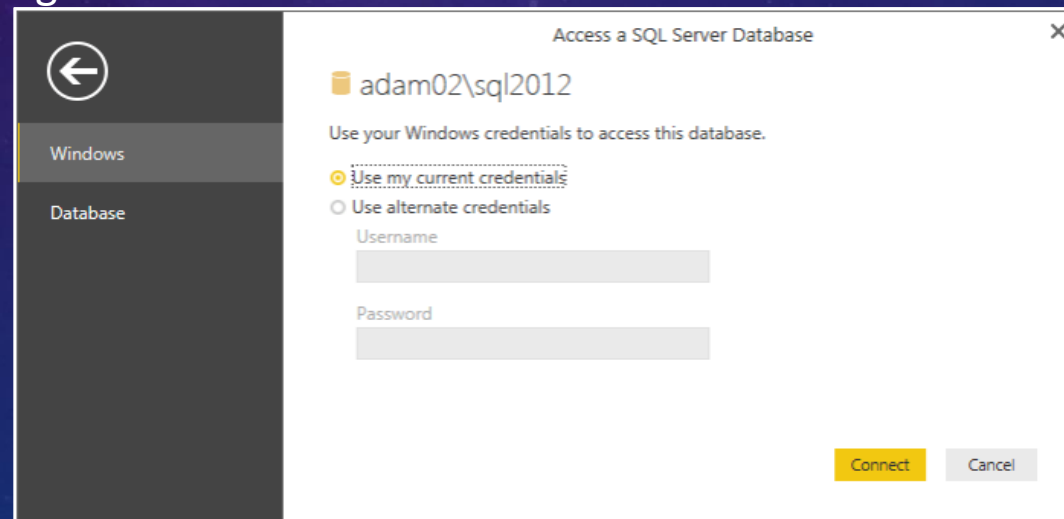 Access a SQL Server Database
adam02\sql2012
Use your Windows credentials to access this database.
Windows
Use my current credentials
Database
Use alternate credentials
Username
Password
Connect Cancel